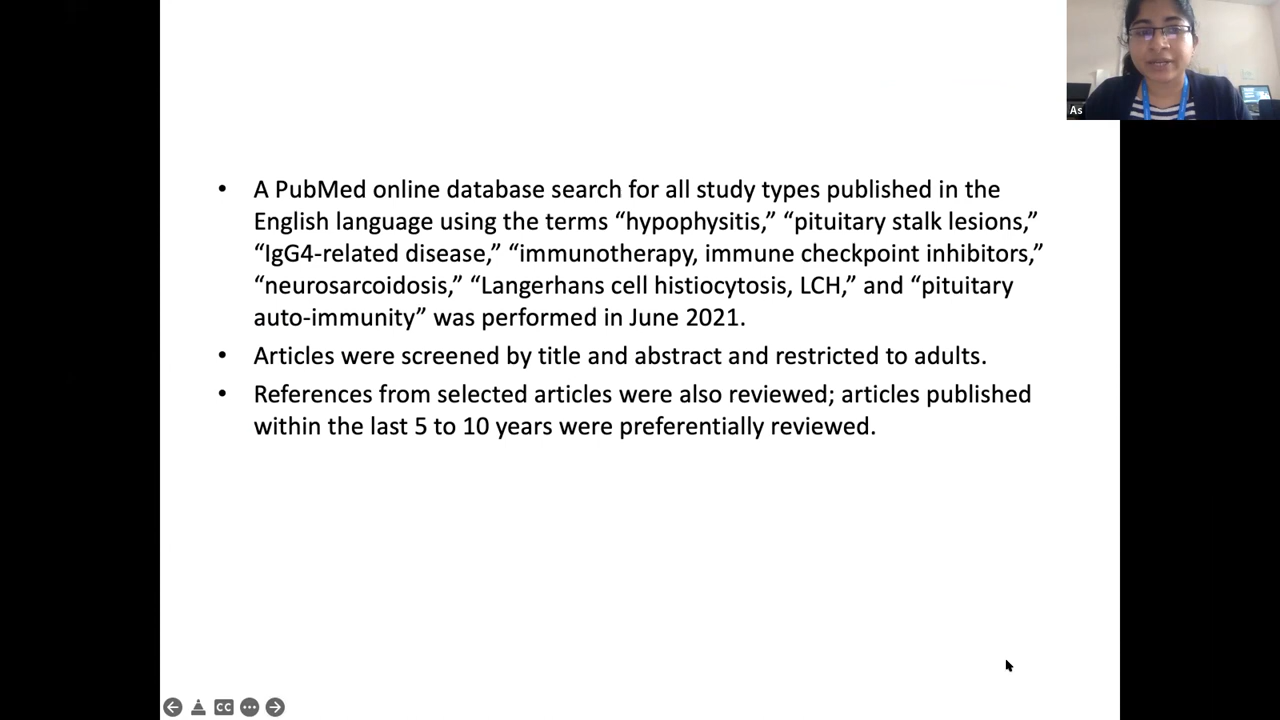 As
• A PubMed online database search for all study types published in the
English language using the terms “hypophysitis,” “pituitary stalk lesions,”
“IgG4-related disease,” “immunotherapy, immune checkpoint inhibitors,”
“neurosarcoidosis,” “Langerhans cell histiocytosis, LCH,” and “pituitary
auto-immunity” was performed in June 2021.
• Articles were screened by title and abstract and restricted to adults.
• References from selected articles were also reviewed; articles published
within the last 5 to 10 years were preferentially reviewed.
CC